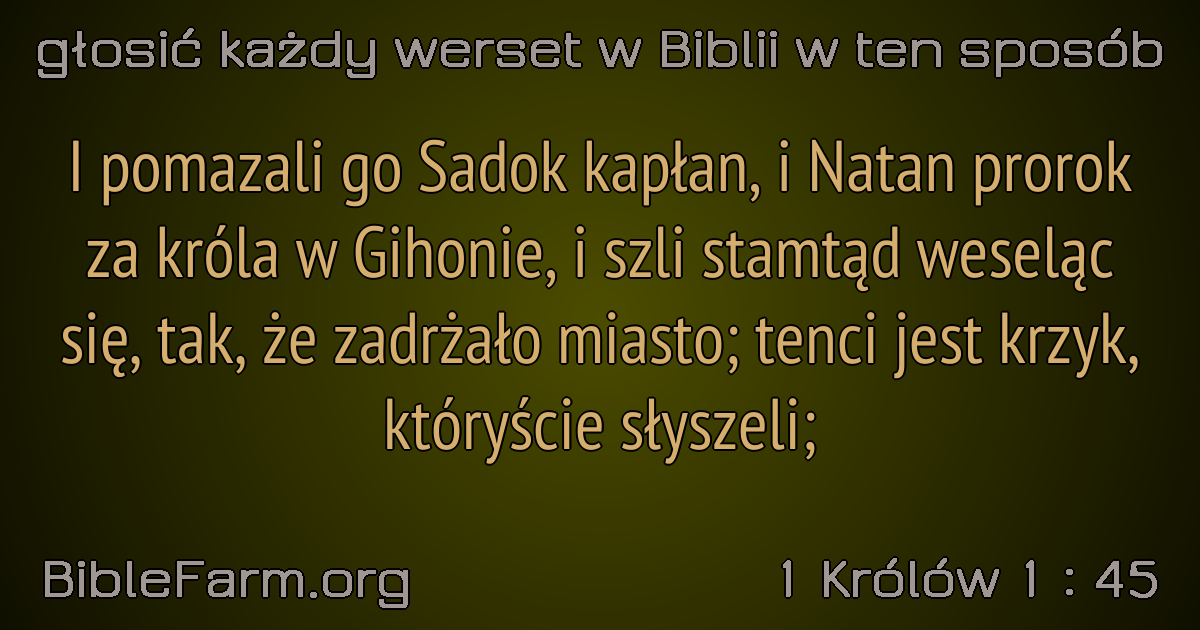 głosić każdy werset w Biblii w ten sposób
I pomazali go Sadok kapłan, i Natan prorok
za króla w Gihonie, i szli stamtąd weseląc
się, tak, że zadrżało miasto; tenci jest krzyk,
któryście słyszeli;
BibleFarm.org
1 Królów 1 : 45